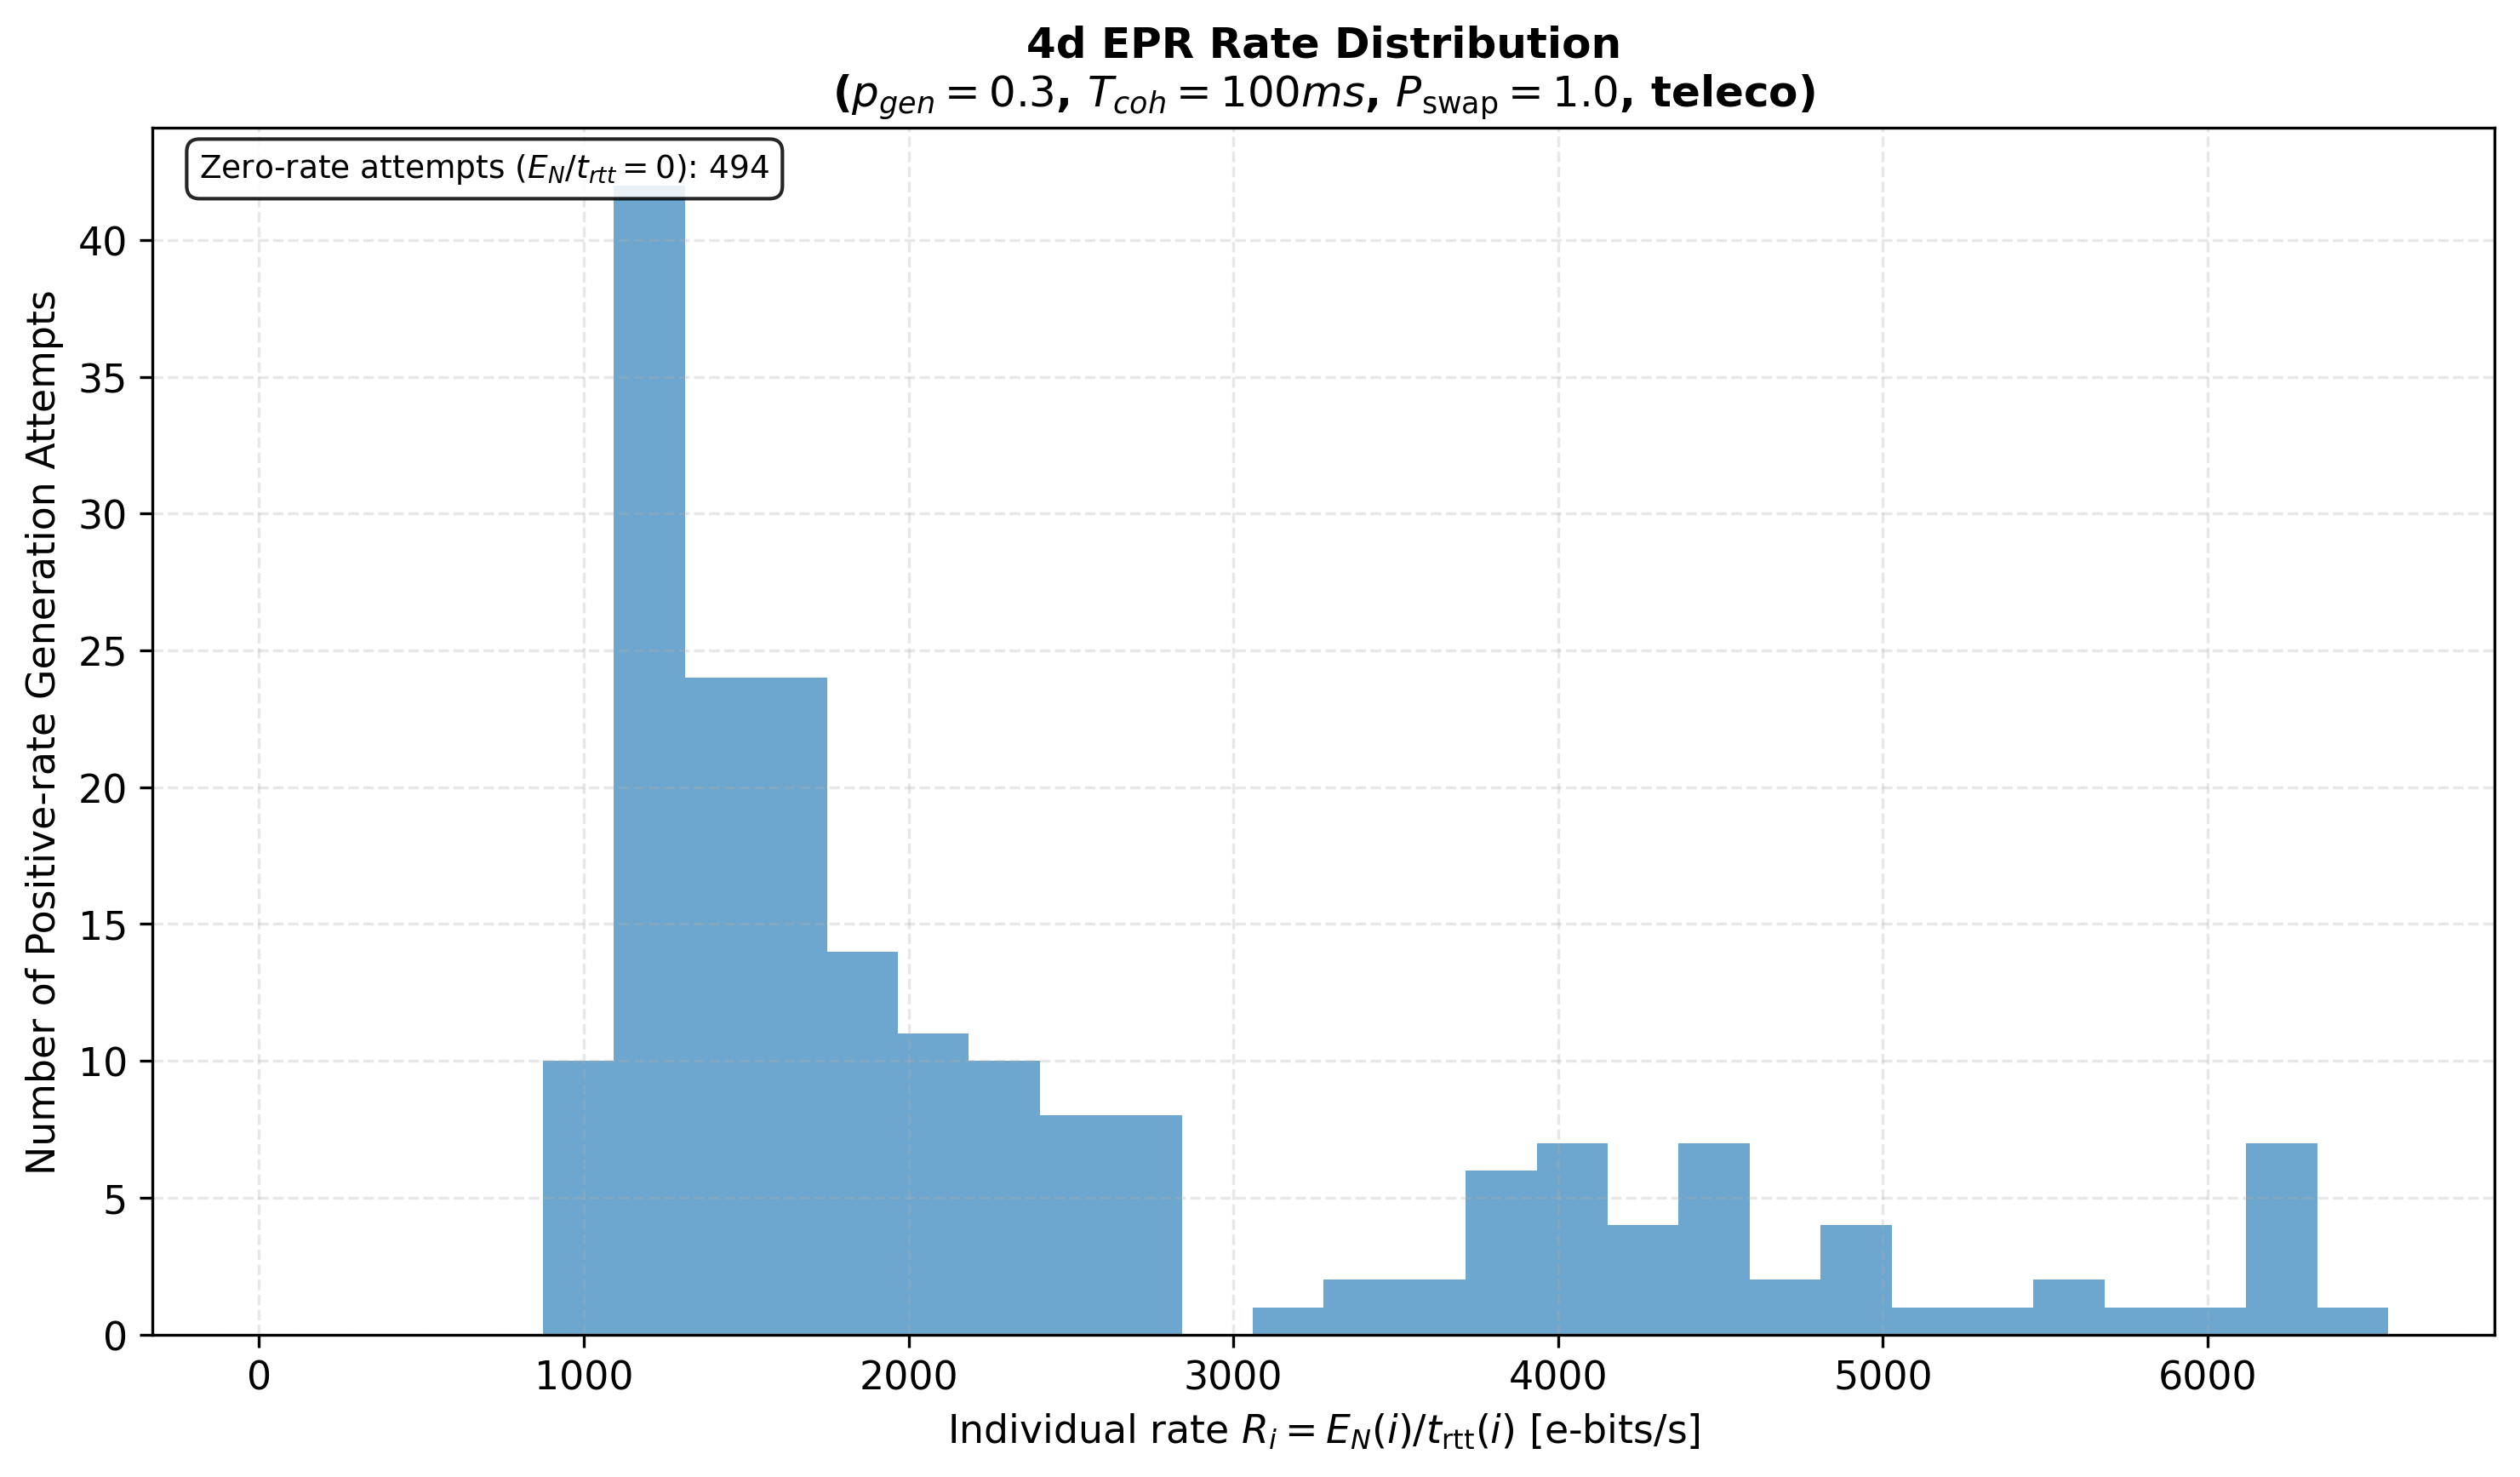 4d EPR Rate Distribution
(p_gen = 0.3, T_coh = 100ms, P_swap = 1.0, teleco)
Zero-rate attempts (E_N/t_rtt = 0): 494
Number of Positive-rate Generation Attempts
40
35
30
25
20
15
10
5
0
0 1000 2000 3000 4000 5000 6000
Individual rate R_i = E_N(i)/t_rtt(i) [e-bits/s]